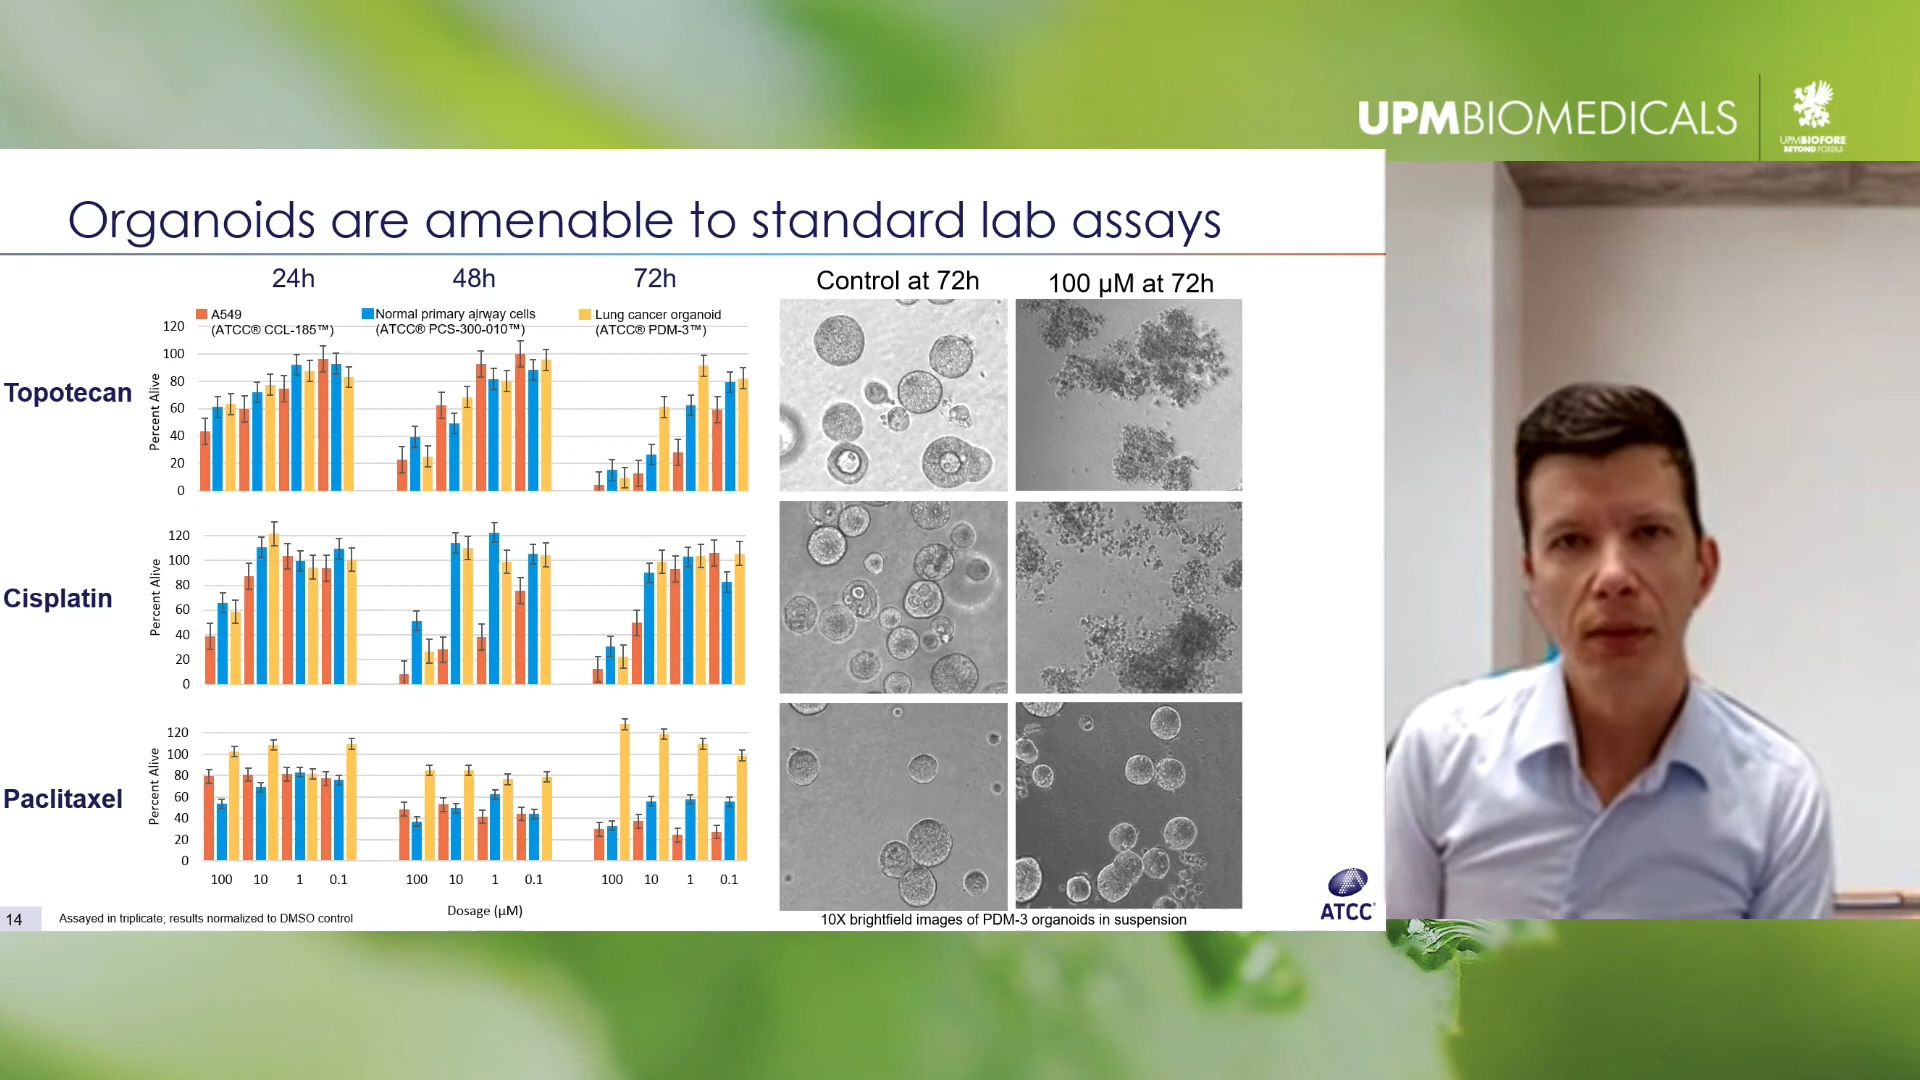 UPMBIOMEDICALS
UPMBIOFORE
BEYOND FOSSILS
Organoids are amenable to standard lab assays
24h 48h 72h Control at 72h 100 µM at 72h
A549 Normal primary airway cells Lung cancer organoid
(ATCC® CCL-185™) (ATCC® PCS-300-010™) (ATCC® PDM-3™)
Topotecan
Percent Alive
120
100
80
60
40
20
0
Cisplatin
Percent Alive
120
100
80
60
40
20
0
Paclitaxel
Percent Alive
120
100
80
60
40
20
0
100 10 1 0.1 100 10 1 0.1 100 10 1 0.1
Dosage (µM)
14 Assayed in triplicate; results normalized to DMSO control
10X brightfield images of PDM-3 organoids in suspension
ATCC®